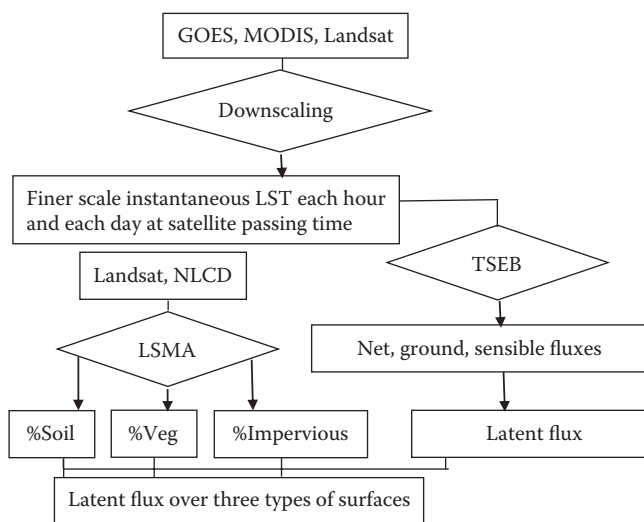 GOES, MODIS, Landsat
Downscaling
Finer scale instantaneous LST each hour
and each day at satellite passing time
TSEB
Landsat, NLCD
LSMA
Net, ground, sensible fluxes
%Soil
%Veg
%Impervious
Latent flux
Latent flux over three types of surfaces